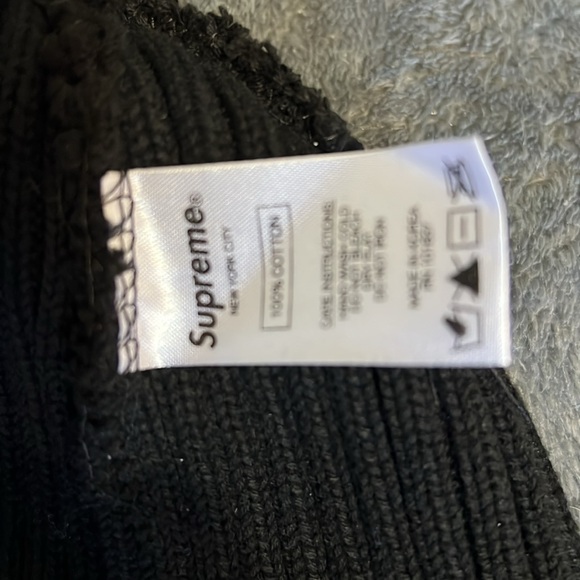 Supreme®
NEW YORK CITY
100% COTTON
CARE INSTRUCTIONS:
HAND WASH COLD
DO NOT BLEACH
DRY FLAT
DO NOT IRON
MADE IN KOREA